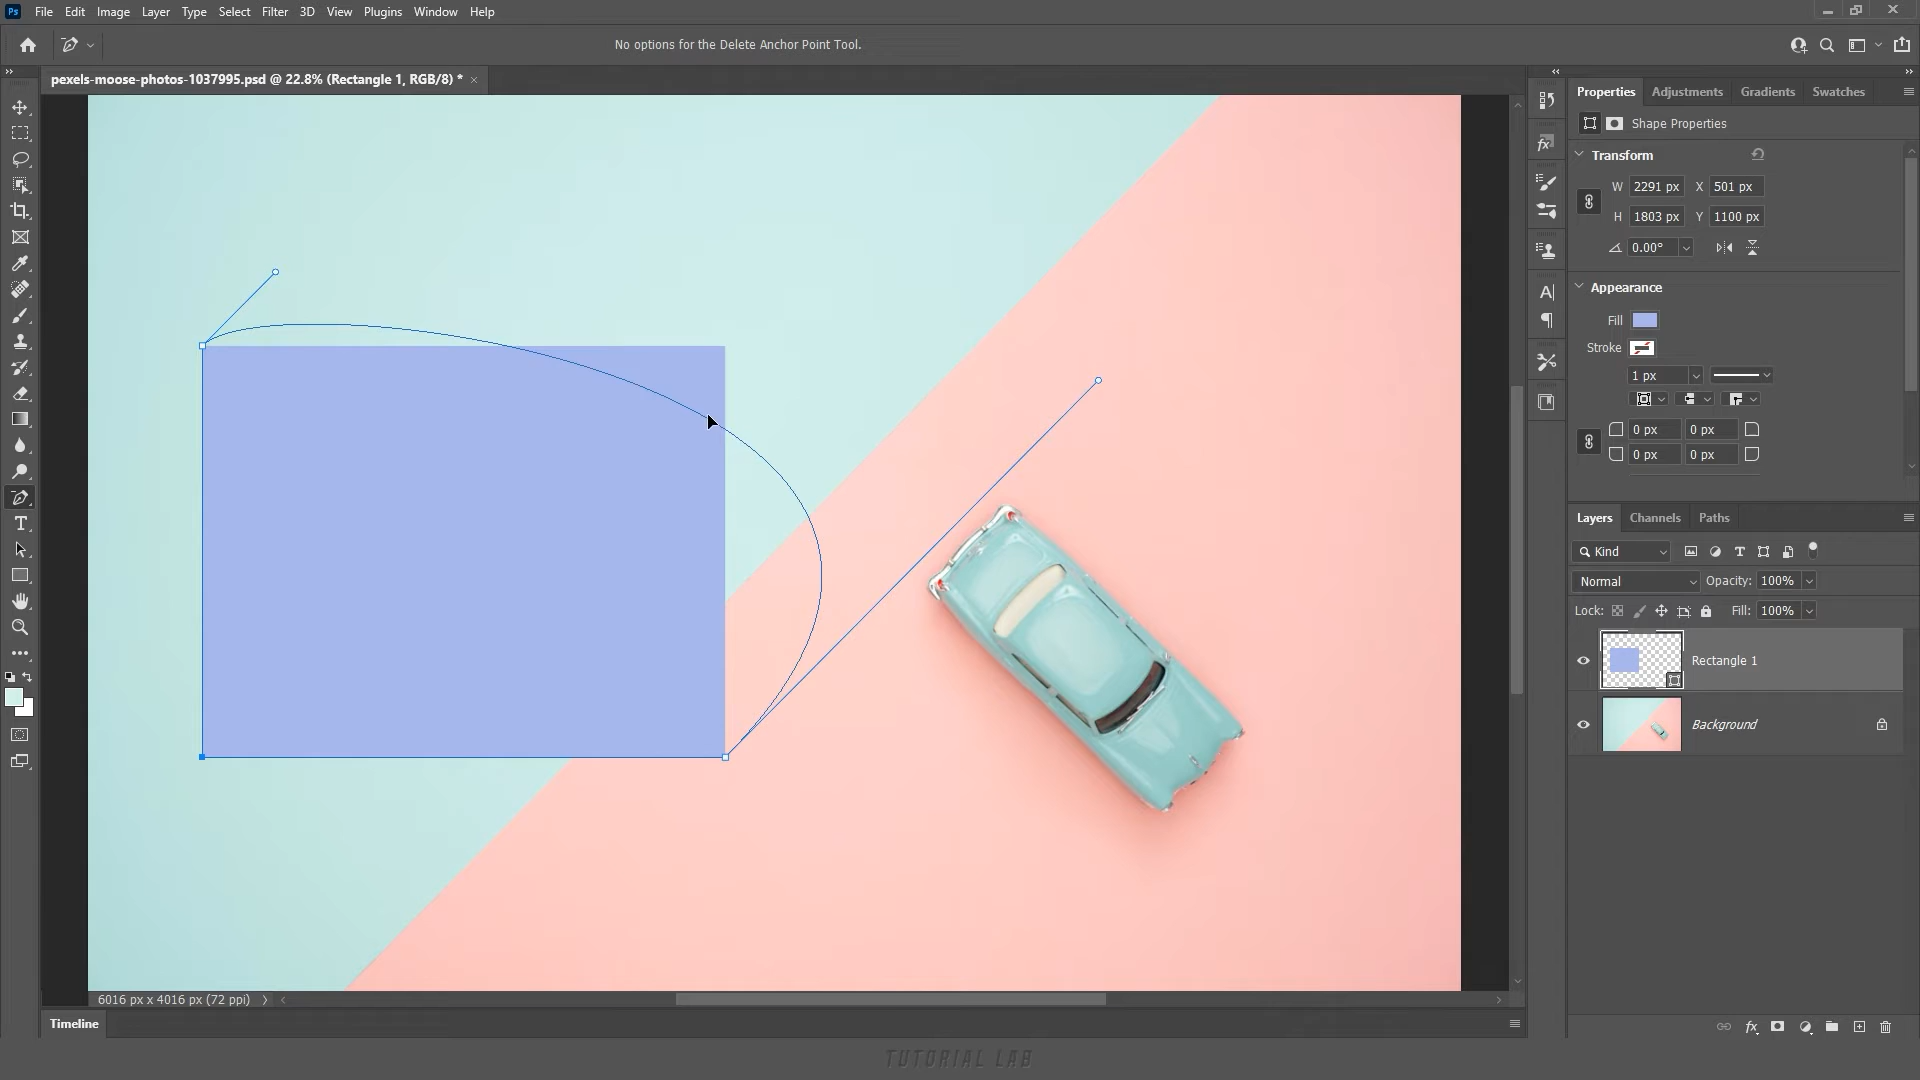 Ps File Edit Image Layer Type Select Filter 3D View Plugins Window Help
No options for the Delete Anchor Point Tool.
pexels-moose-photos-1037995.psd @ 22.8% (Rectangle 1, RGB/8) *
Properties Adjustments Gradients Swatches
Shape Properties
Transform
W 2291 px X 501 px
H 1803 px Y 1100 px
0.00°
Appearance
Fill
Stroke
1 px
0 px 0 px
0 px 0 px
Layers Channels Paths
Kind
Normal Opacity: 100%
Lock: Fill: 100%
Rectangle 1
Background
6016 px x 4016 px (72 ppi)
Timeline
TUTORIAL LAB